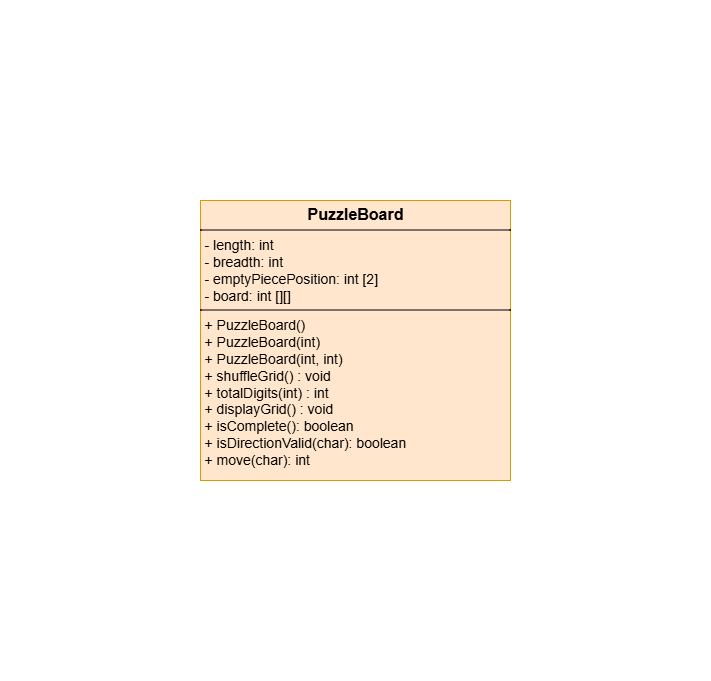 PuzzleBoard
- length: int
- breadth: int
- emptyPiecePosition: int [2]
- board: int [][]
+ PuzzleBoard()
+ PuzzleBoard(int)
+ PuzzleBoard(int, int)
+ shuffleGrid() : void
+ totalDigits(int) : int
+ displayGrid() : void
+ isComplete(): boolean
+ isDirectionValid(char): boolean
+ move(char): int